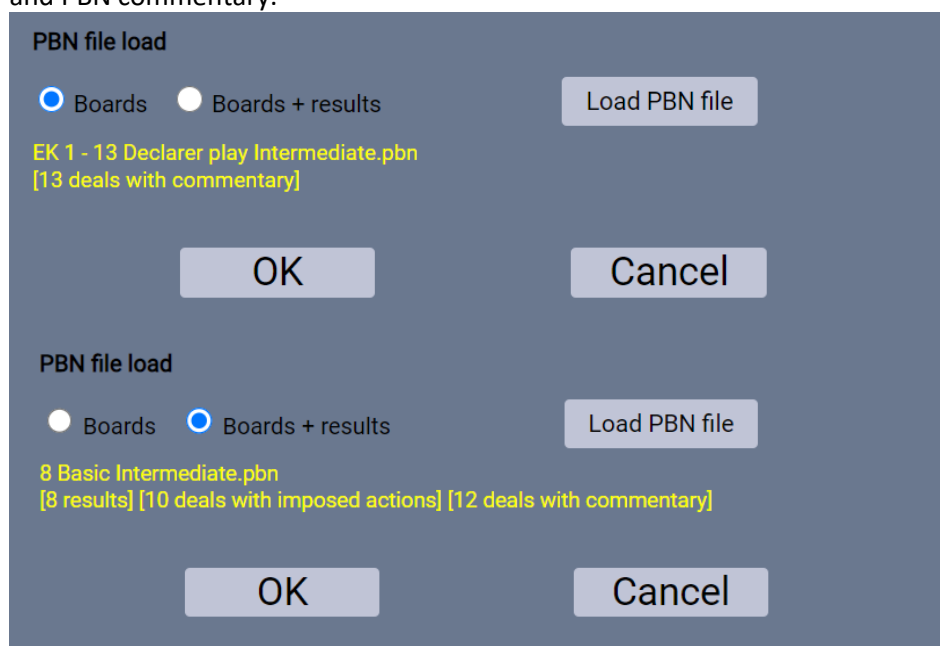 and PBN commentary.
PBN file load
Boards Boards + results Load PBN file
EK 1 - 13 Declarer play Intermediate.pbn
[13 deals with commentary]
OK Cancel
PBN file load
Boards Boards + results Load PBN file
8 Basic Intermediate.pbn
[8 results] [10 deals with imposed actions] [12 deals with commentary]
OK Cancel